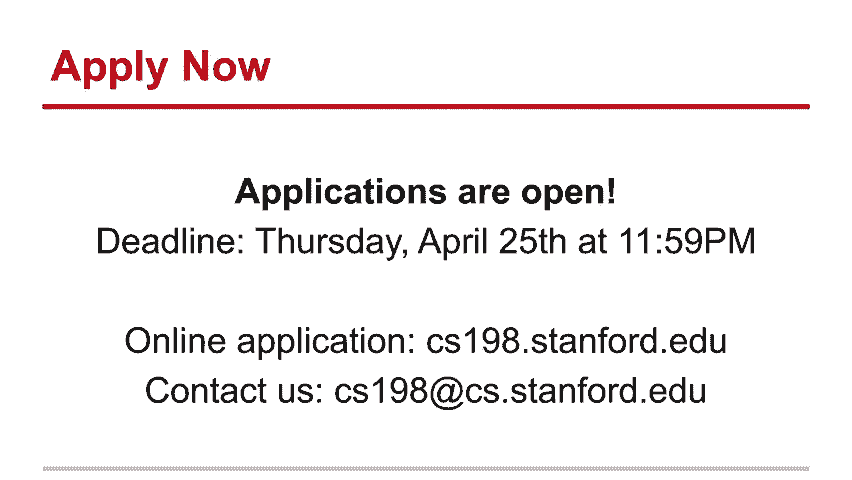 Apply Now
Applications are open!
Deadline: Thursday, April 25th at 11:59PM
Online application: cs198.stanford.edu
Contact us: cs198@cs.stanford.edu